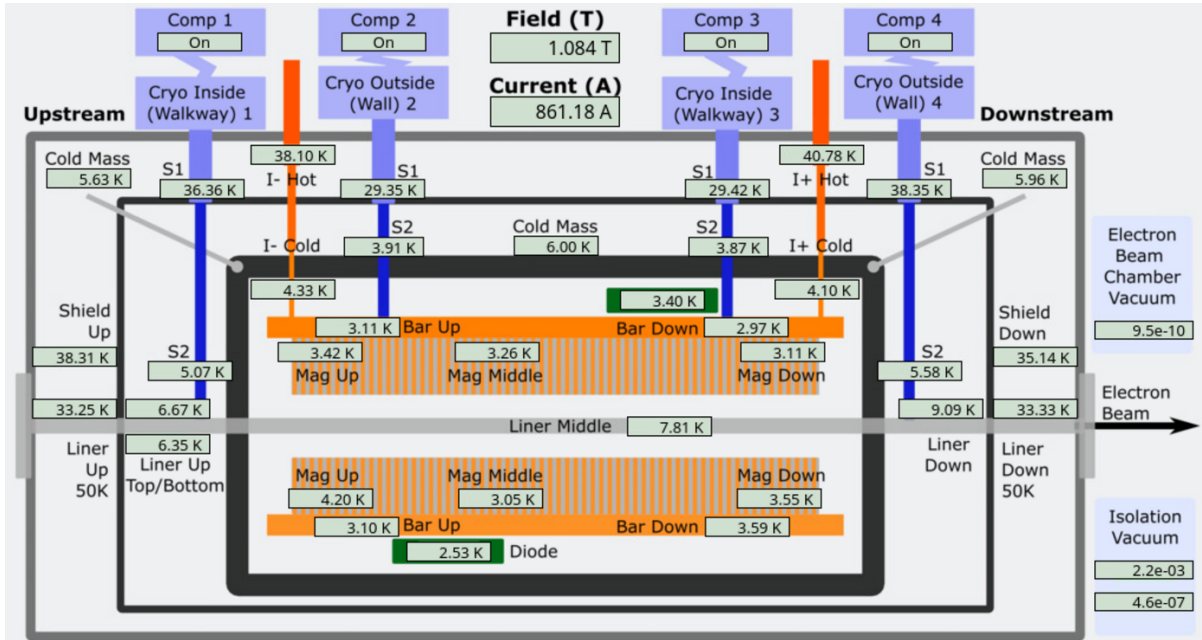 Comp 1
On
Comp 2
On
Field (T)
1.084 T
Comp 3
On
Comp 4
On
Cryo Inside
(Walkway) 1
Cryo Outside
(Wall) 2
Current (A)
861.18 A
Cryo Inside
(Walkway) 3
Cryo Outside
(Wall) 4
Upstream
Downstream
Cold Mass
5.63 K
S1
36.36 K
38.10 K
I- Hot
S1
29.35 K
S1
29.42 K
40.78 K
I+ Hot
S1
38.35 K
Cold Mass
5.96 K
I- Cold
4.33 K
S2
3.91 K
Cold Mass
6.00 K
S2
3.87 K
I+ Cold
4.10 K
3.40 K
Electron
Beam
Chamber
Vacuum
9.5e-10
Shield
Up
38.31 K
3.11 K
Bar Up
Bar Down
2.97 K
Shield
Down
35.14 K
S2
5.07 K
3.42 K
Mag Up
3.26 K
Mag Middle
3.11 K
Mag Down
S2
5.58 K
33.25 K
6.67 K
9.09 K
33.33 K
Electron
Beam
Liner Middle
7.81 K
6.35 K
Liner
Up
50K
Liner Up
Top/Bottom
Liner
Down
Liner
Down
50K
Mag Up
4.20 K
Mag Middle
3.05 K
Mag Down
3.55 K
3.10 K
Bar Up
Bar Down
3.59 K
2.53 K
Diode
Isolation
Vacuum
2.2e-03
4.6e-07